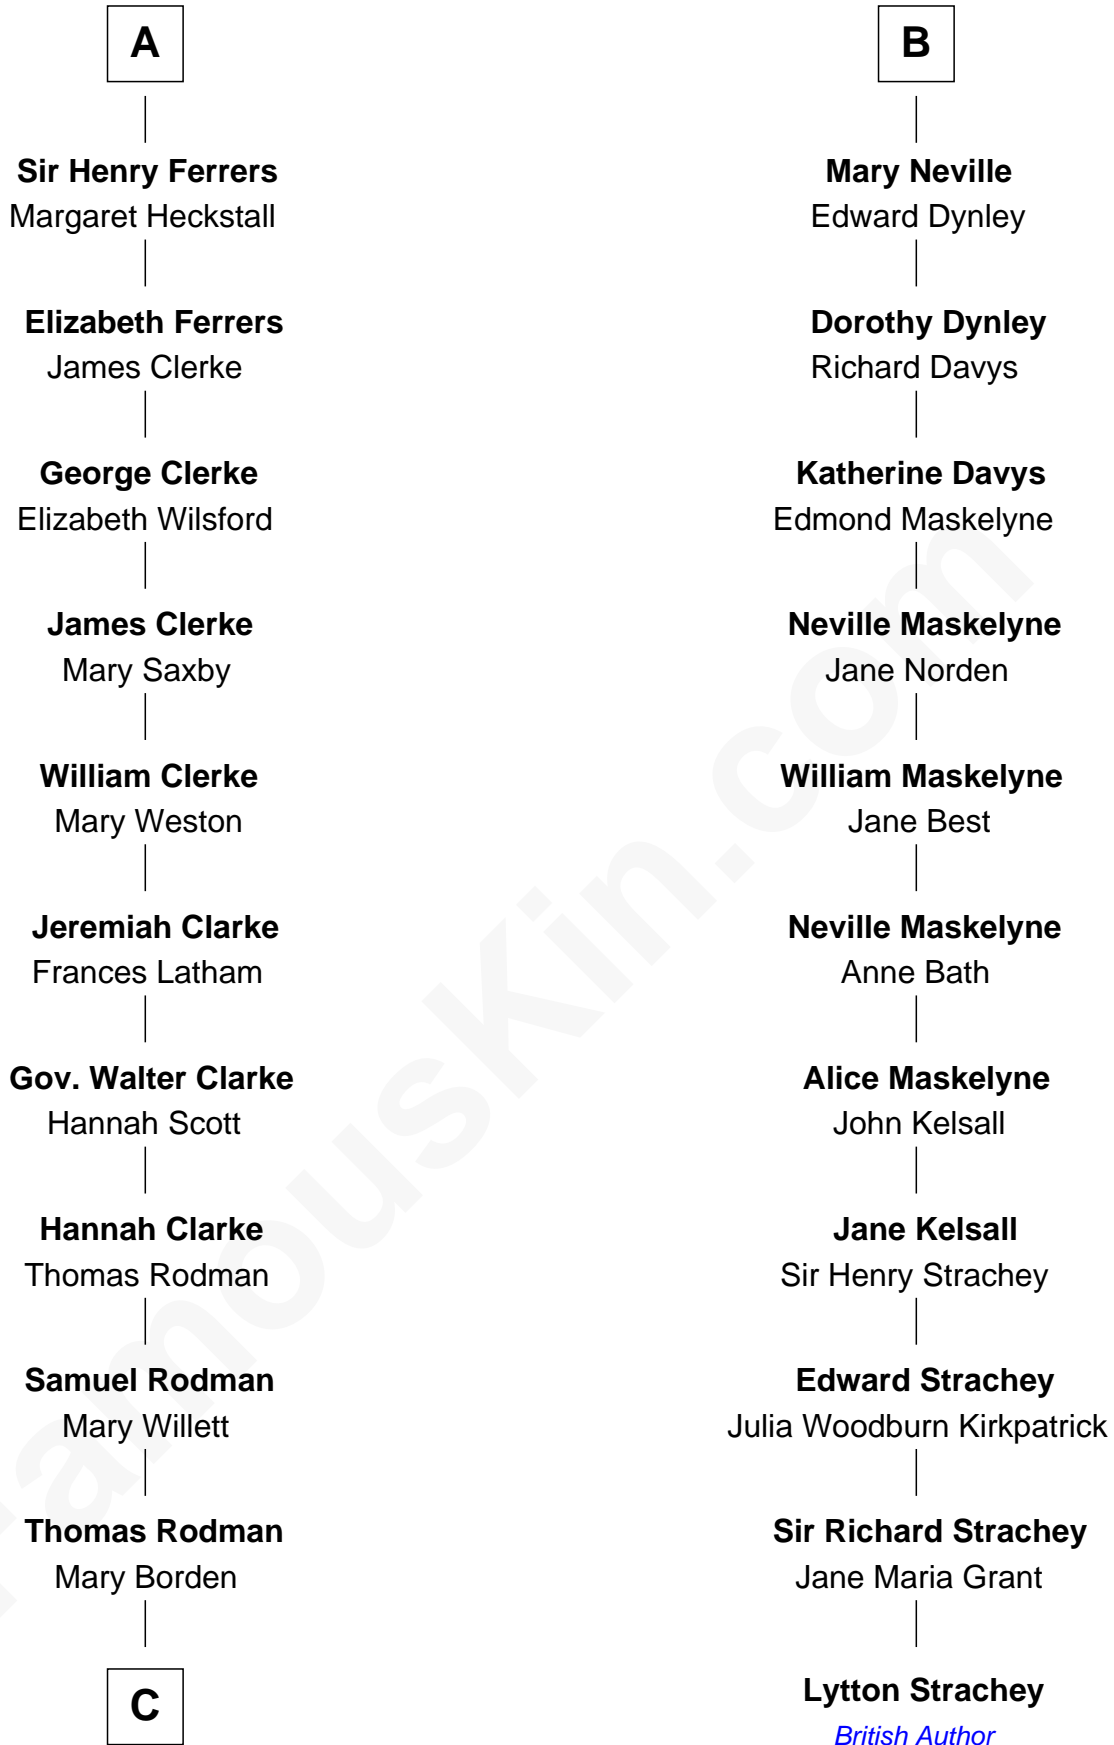 A
Sir Henry Ferrers
Margaret Heckstall
Elizabeth Ferrers
James Clerke
George Clerke
Elizabeth Wilsford
James Clerke
Mary Saxby
William Clerke
Mary Weston
Jeremiah Clarke
Frances Latham
Gov. Walter Clarke
Hannah Scott
Hannah Clarke
Thomas Rodman
Samuel Rodman
Mary Willett
Thomas Rodman
Mary Borden
C
B
Mary Neville
Edward Dynley
Dorothy Dynley
Richard Davys
Katherine Davys
Edmond Maskelyne
Neville Maskelyne
Jane Norden
William Maskelyne
Jane Best
Neville Maskelyne
Anne Bath
Alice Maskelyne
John Kelsall
Jane Kelsall
Sir Henry Strachey
Edward Strachey
Julia Woodburn Kirkpatrick
Sir Richard Strachey
Jane Maria Grant
Lytton Strachey
British Author
FamousKin.com